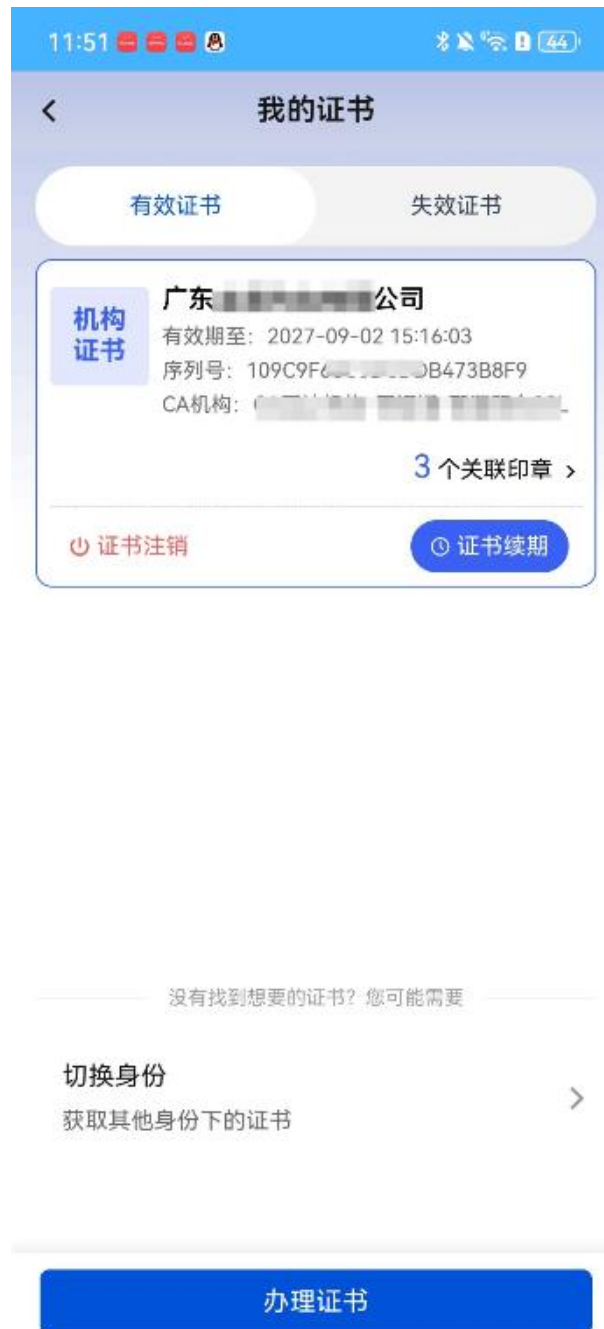 11:51
44
我的证书
有效证书
失效证书
机构
证书
广东 公司
有效期至：2027-09-02 15:16:03
序列号：109C9F6 DB473B8F9
CA机构：
3 个关联印章
证书注销
证书续期
没有找到想要的证书？您可能需要
切换身份
获取其他身份下的证书
办理证书